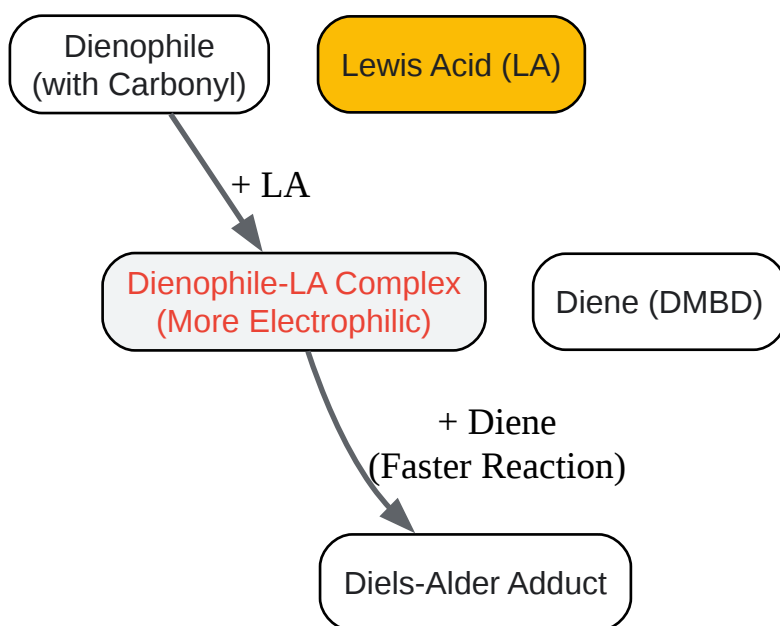 Dienophile
(with Carbonyl)
Lewis Acid (LA)
+ LA
Dienophile-LA Complex
(More Electrophilic)
Diene (DMBD)
+ Diene
(Faster Reaction)
Diels-Alder Adduct